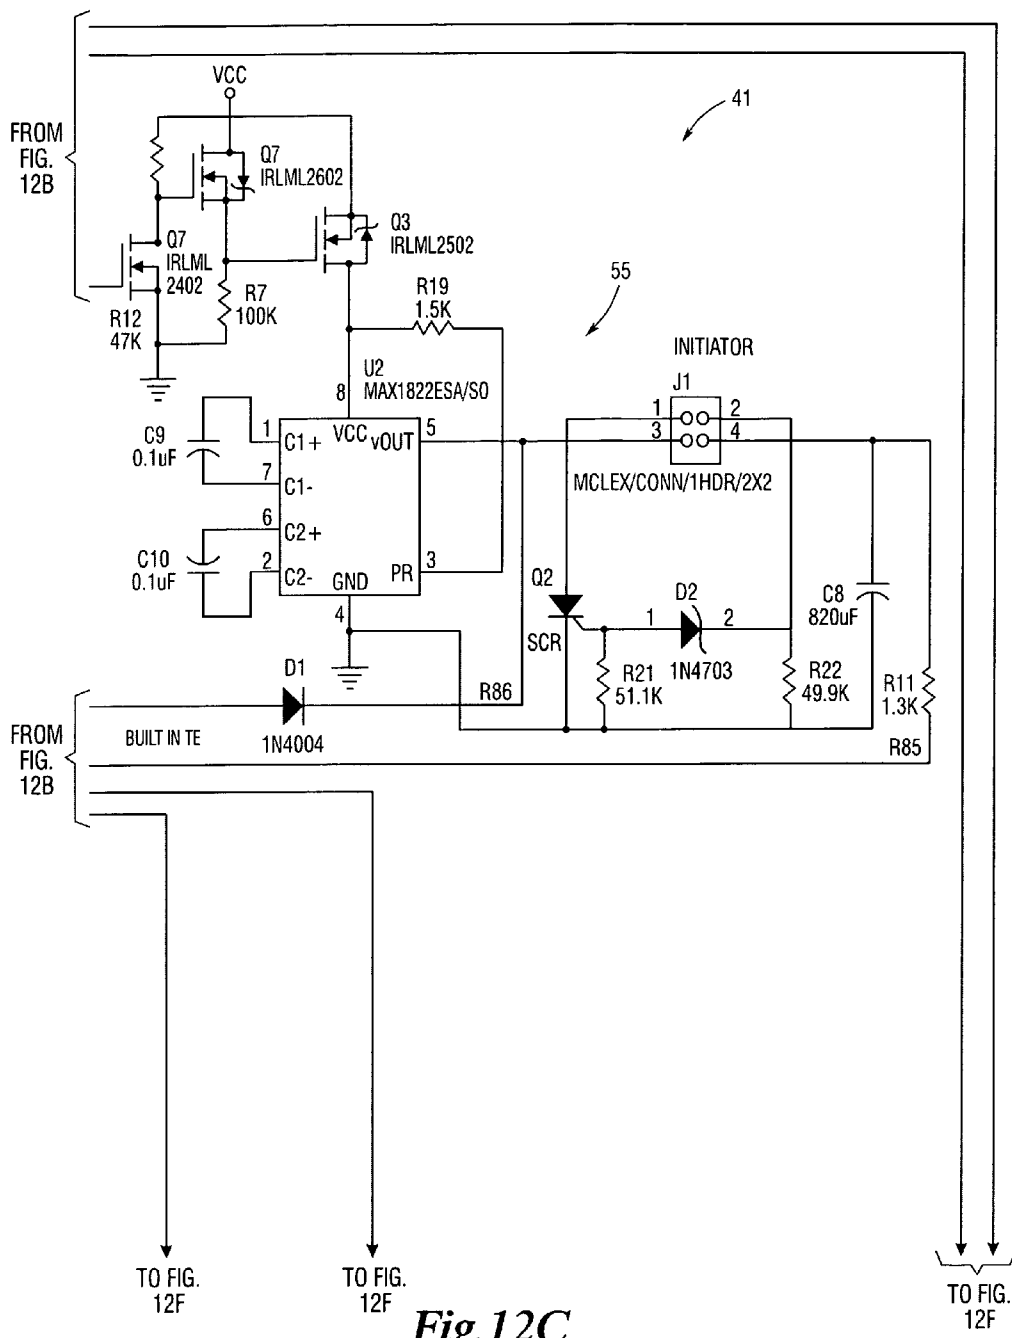 FROM
FIG.
12B
VCC
41
Q7
IRLML2602
Q3
IRLML2502
Q7
IRLML
2402
R12
47K
R7
100K
R19
1.5K
55
U2
MAX1822ESA/SO
INITIATOR
J1
1 2
3 4
MCLEX/CONN/1HDR/2X2
8
VCC
vOUT 5
C9
0.1uF
1 C1+
7 C1-
6 C2+
2 C2-
C10
0.1uF
PR 3
GND
4
Q2
SCR
1 D2 2
1N4703
C8
820uF
R21
51.1K
R22
49.9K
R11
1.3K
R85
R86
D1
1N4004
BUILT IN TE
FROM
FIG.
12B
TO FIG.
12F
TO FIG.
12F
TO FIG.
12F
Fig.12C